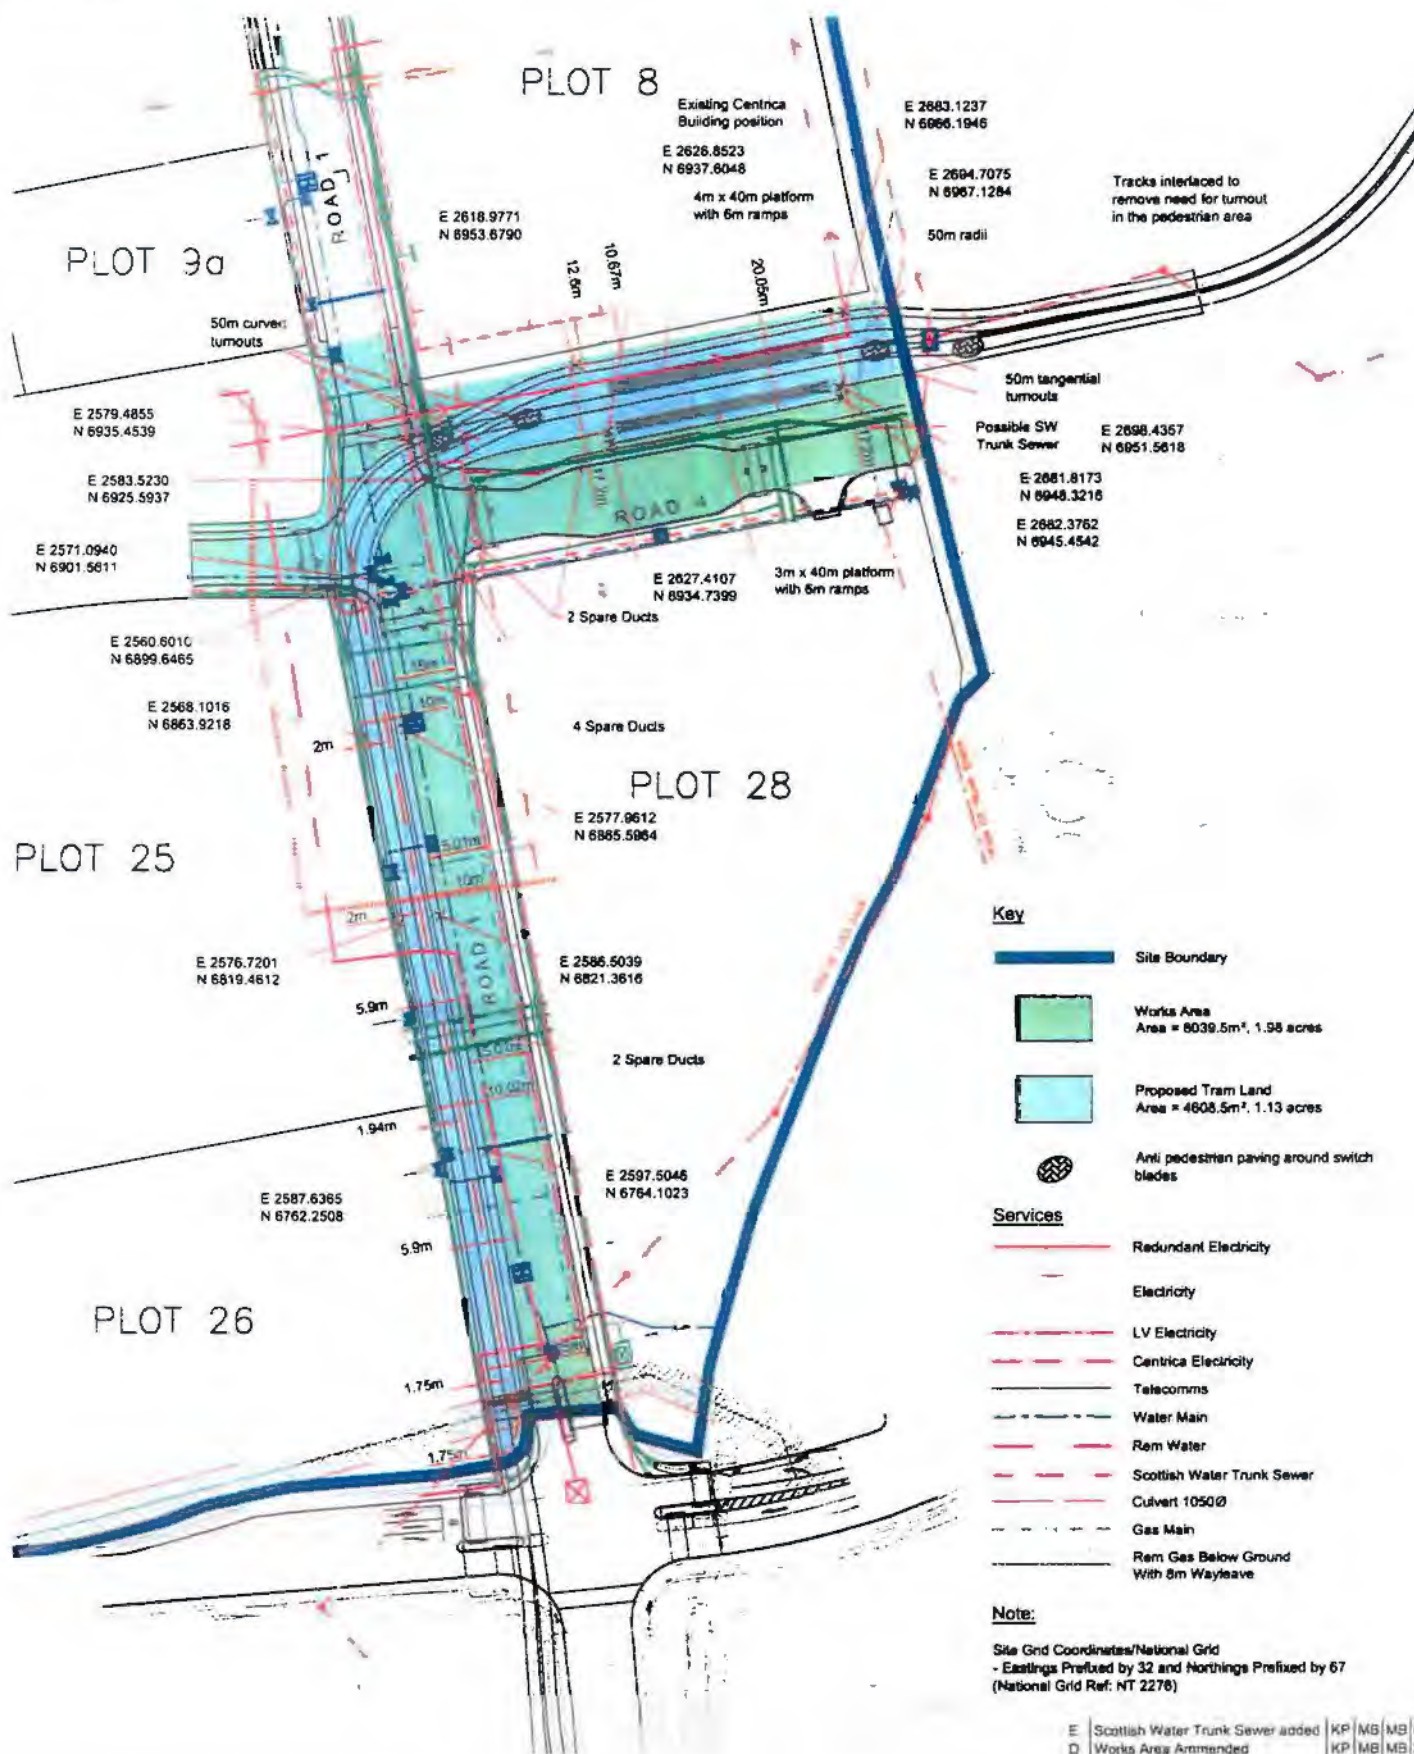 PLOT 8
Existing Centrica
Building position
E 2683.1237
N 6966.1946
E 2626.8523
N 6937.6048
E 2694.7075
N 6967.1284
Tracks interlaced to
remove need for turnout
in the pedestrian area
4m x 40m platform
with 6m ramps
ROAD 1
E 2618.9771
N 6953.6790
50m radii
PLOT 9a
12.6m
10.67m
20.05m
50m curved
turnouts
50m tangential
turnouts
E 2579.4855
N 6935.4539
Possible SW
Trunk Sewer
E 2698.4357
N 6951.5618
E 2583.5230
N 6925.5937
E 2681.8173
N 6948.3216
ROAD 4
E 2682.3762
N 6945.4542
E 2571.0940
N 6901.5611
E 2627.4107
N 6934.7399
3m x 40m platform
with 6m ramps
2 Spare Ducts
E 2560.6010
N 6899.6465
15m
10m
E 2568.1016
N 6863.9218
4 Spare Ducts
2m
PLOT 28
E 2577.9612
N 6865.5964
PLOT 25
5.01m
10m
2m
ROAD 1
E 2576.7201
N 6819.4612
E 2586.5039
N 6821.3616
5.9m
5.02m
2 Spare Ducts
10.02m
1.94m
E 2587.6365
N 6762.2508
E 2597.5046
N 6764.1023
5.9m
PLOT 26
1.75m
1.75m
Key
Site Boundary
Works Area
Area = 8039.5m², 1.98 acres
Proposed Tram Land
Area = 4608.5m², 1.13 acres
Anti pedestrian paving around switch
blades
Services
Redundant Electricity
Electricity
LV Electricity
Centrica Electricity
Telecomms
Water Main
Rem Water
Scottish Water Trunk Sewer
Culvert 1050Ø
Gas Main
Rem Gas Below Ground
With 8m Wayleave
Note:
Site Grid Coordinates/National Grid
- Eastings Prefixed by 32 and Northings Prefixed by 67
(National Grid Ref: NT 2276)
E Scottish Water Trunk Sewer added KP MB MB
D Works Area Ammended KP MB MB